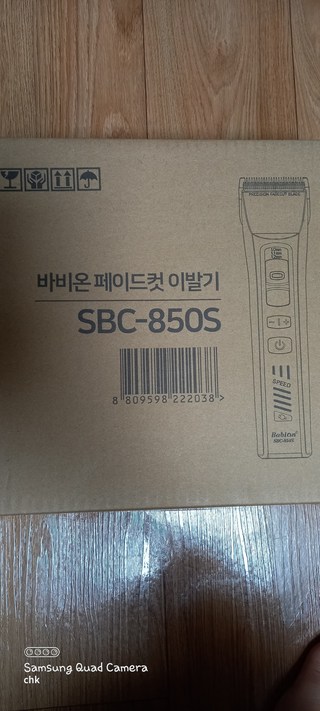 PRECISION HAIRCUT BLADE
바비온 페이드컷 이발기
SBC-850S
8 809598 222038 >
SPEED
Babion
SBC-850S
Samsung Quad Camera
chk